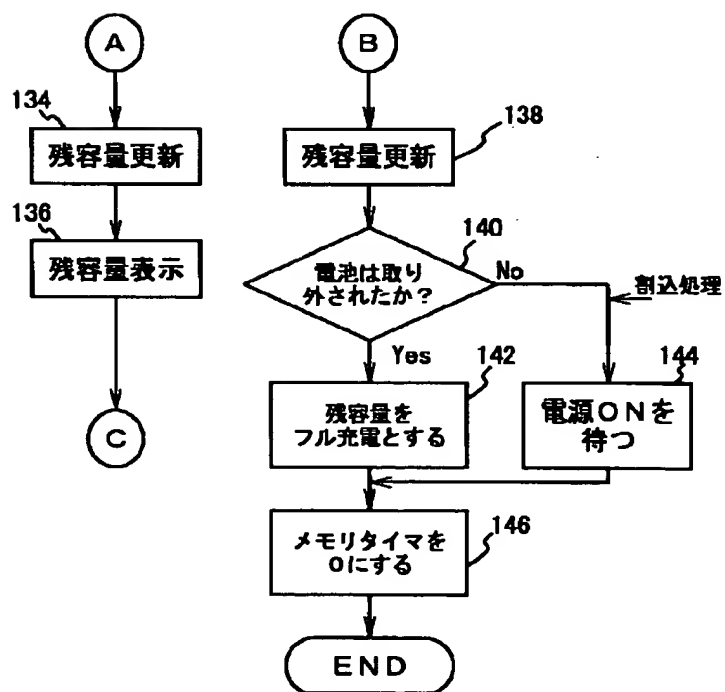 A
134
残容量更新
136
残容量表示
C
B
138
残容量更新
140
電池は取り
外されたか?
No
割込処理
Yes
142
残容量を
フル充電とする
144
電源ONを
待つ
146
メモリタイマを
0にする
END